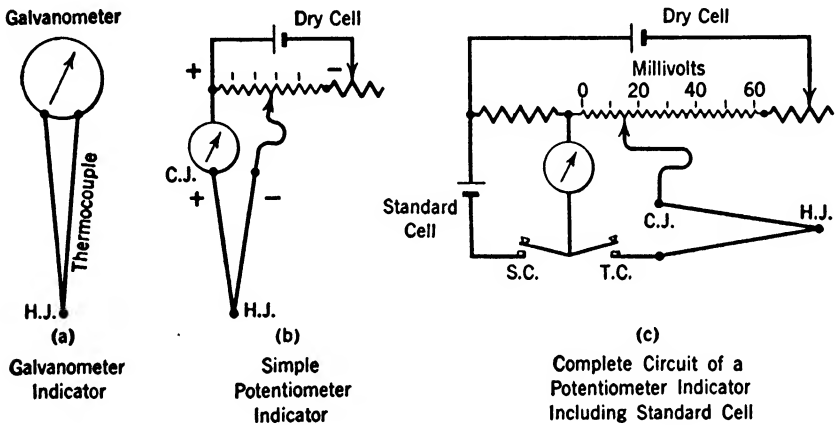 Galvanometer
Thermocouple
H.J.
(a)
Galvanometer
Indicator
Dry Cell
+
−
C.J.
+
−
H.J.
(b)
Simple
Potentiometer
Indicator
Dry Cell
Millivolts
0 20 40 60
Standard
Cell
C.J.
H.J.
S.C.
T.C.
(c)
Complete Circuit of a
Potentiometer Indicator
Including Standard Cell